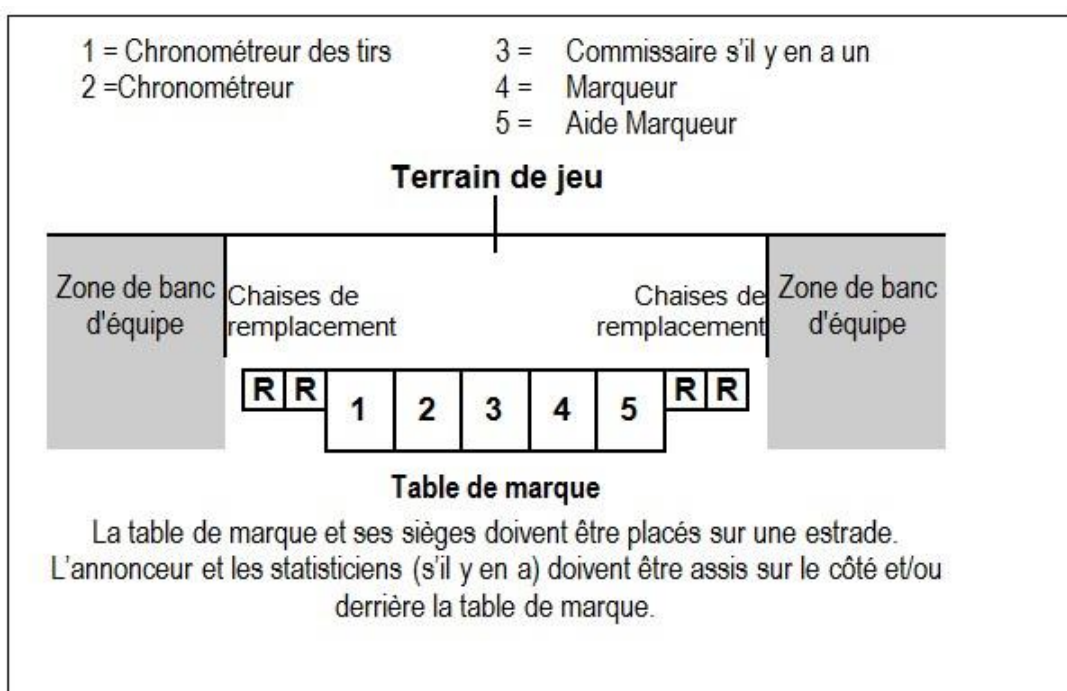 1 = Chronométreur des tirs
2 =Chronométreur
3 = Commissaire s'il y en a un
4 = Marqueur
5 = Aide Marqueur
Terrain de jeu
Zone de banc
d'équipe
Chaises de
remplacement
Chaises de
remplacement
Zone de banc
d'équipe
R R 1 2 3 4 5 R R
Table de marque
La table de marque et ses sièges doivent être placés sur une estrade.
L'annonceur et les statisticiens (s'il y en a) doivent être assis sur le côté et/ou
derrière la table de marque.